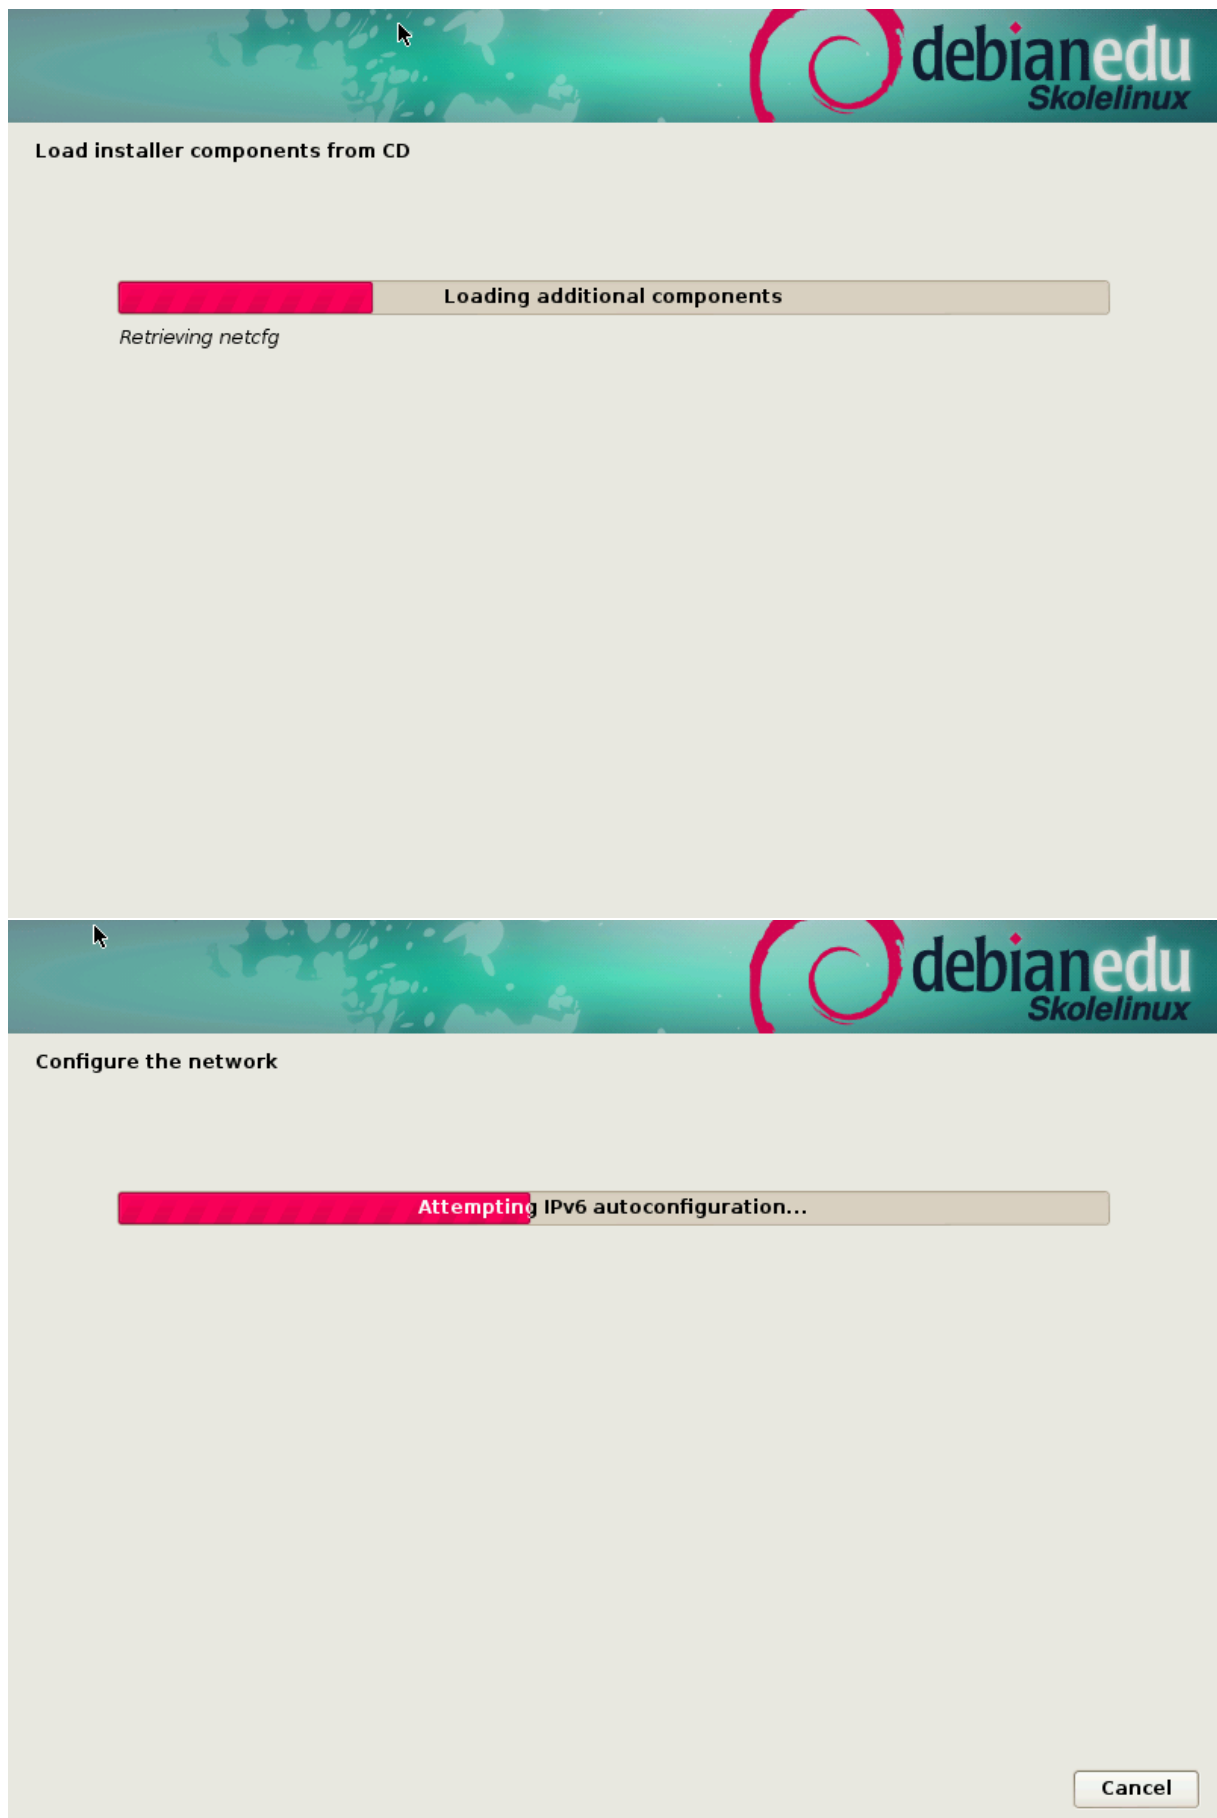 debianedu
Skolelinux
Load installer components from CD
Loading additional components
Retrieving netcfg
debianedu
Skolelinux
Configure the network
Attempting IPv6 autoconfiguration...
Cancel